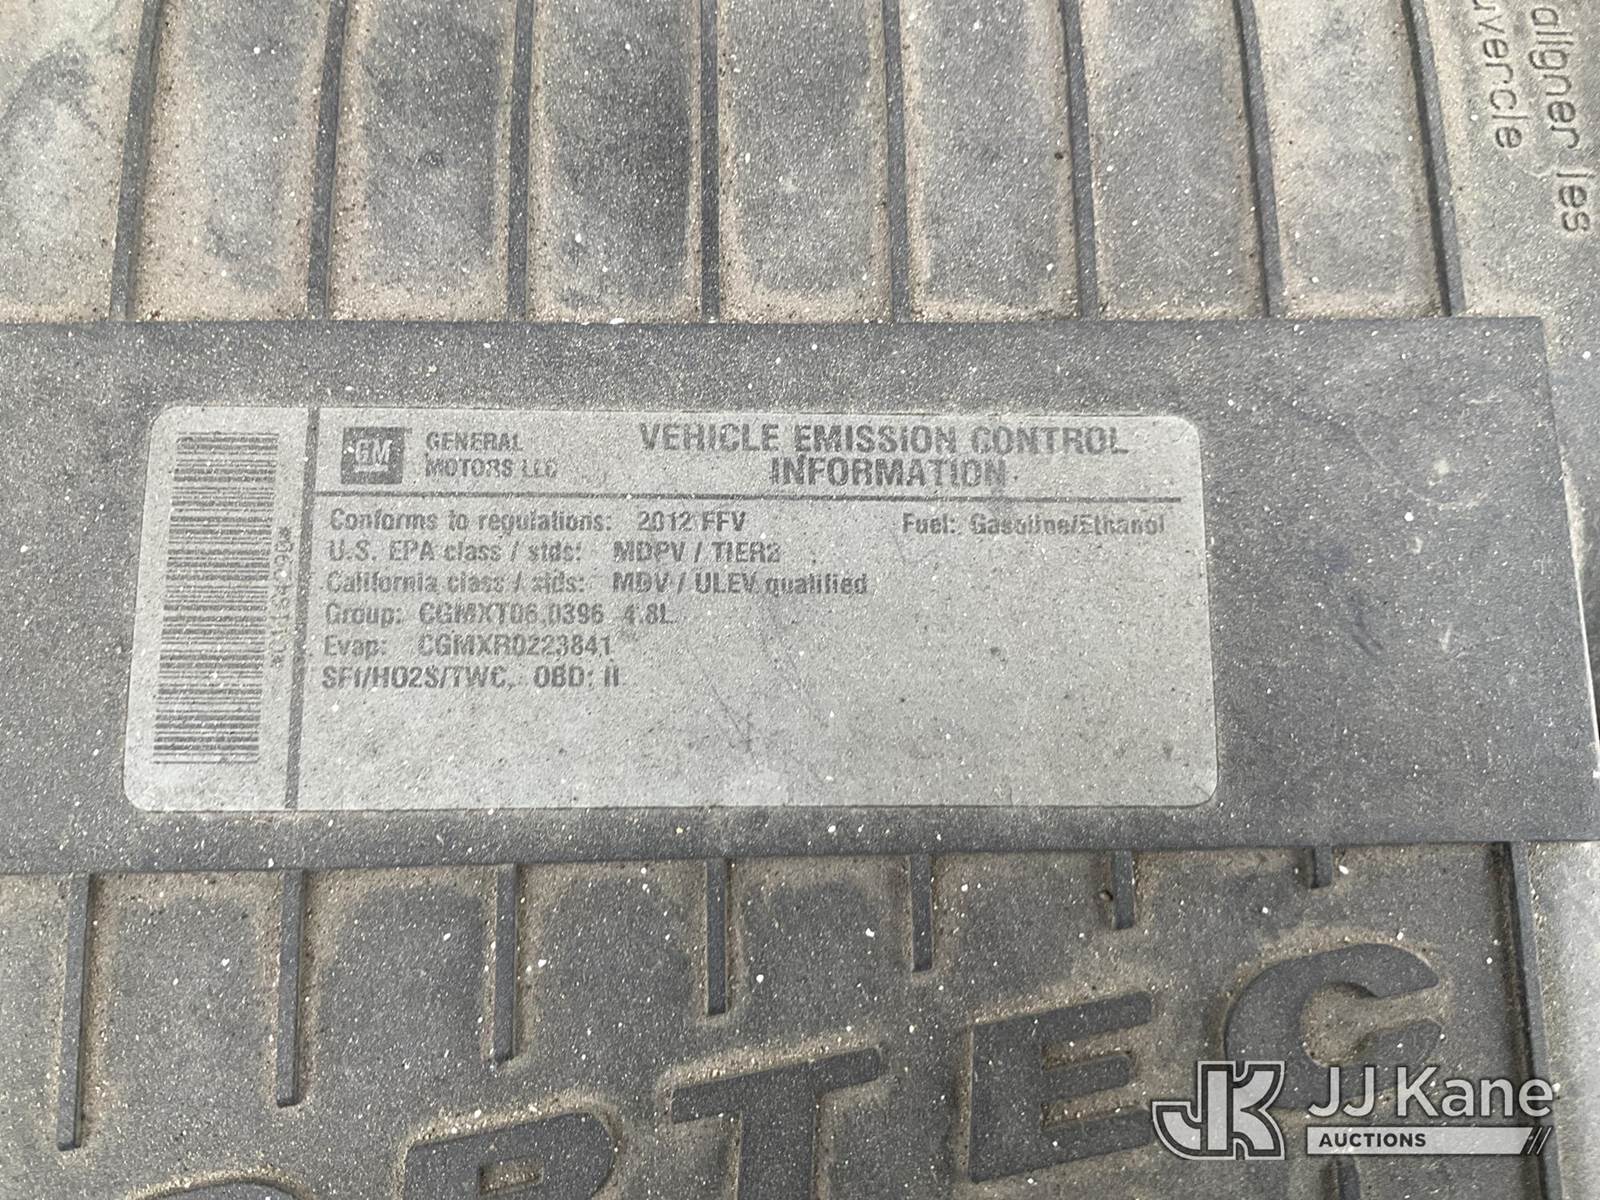 aligner les
uvercle
GM GENERAL MOTORS LLC
VEHICLE EMISSION CONTROL
INFORMATION
Conforms to regulations: 2012 FFV Fuel: Gasoline/Ethanol
U.S. EPA class / stds: MDPV / TIER2
California class / stds: MDV / ULEV qualified
Group: CGMXT06.0396 4.8L
Evap: CGMXR0223841
SFI/HO2S/TWC, OBD: II
RTEC
JJ Kane
AUCTIONS